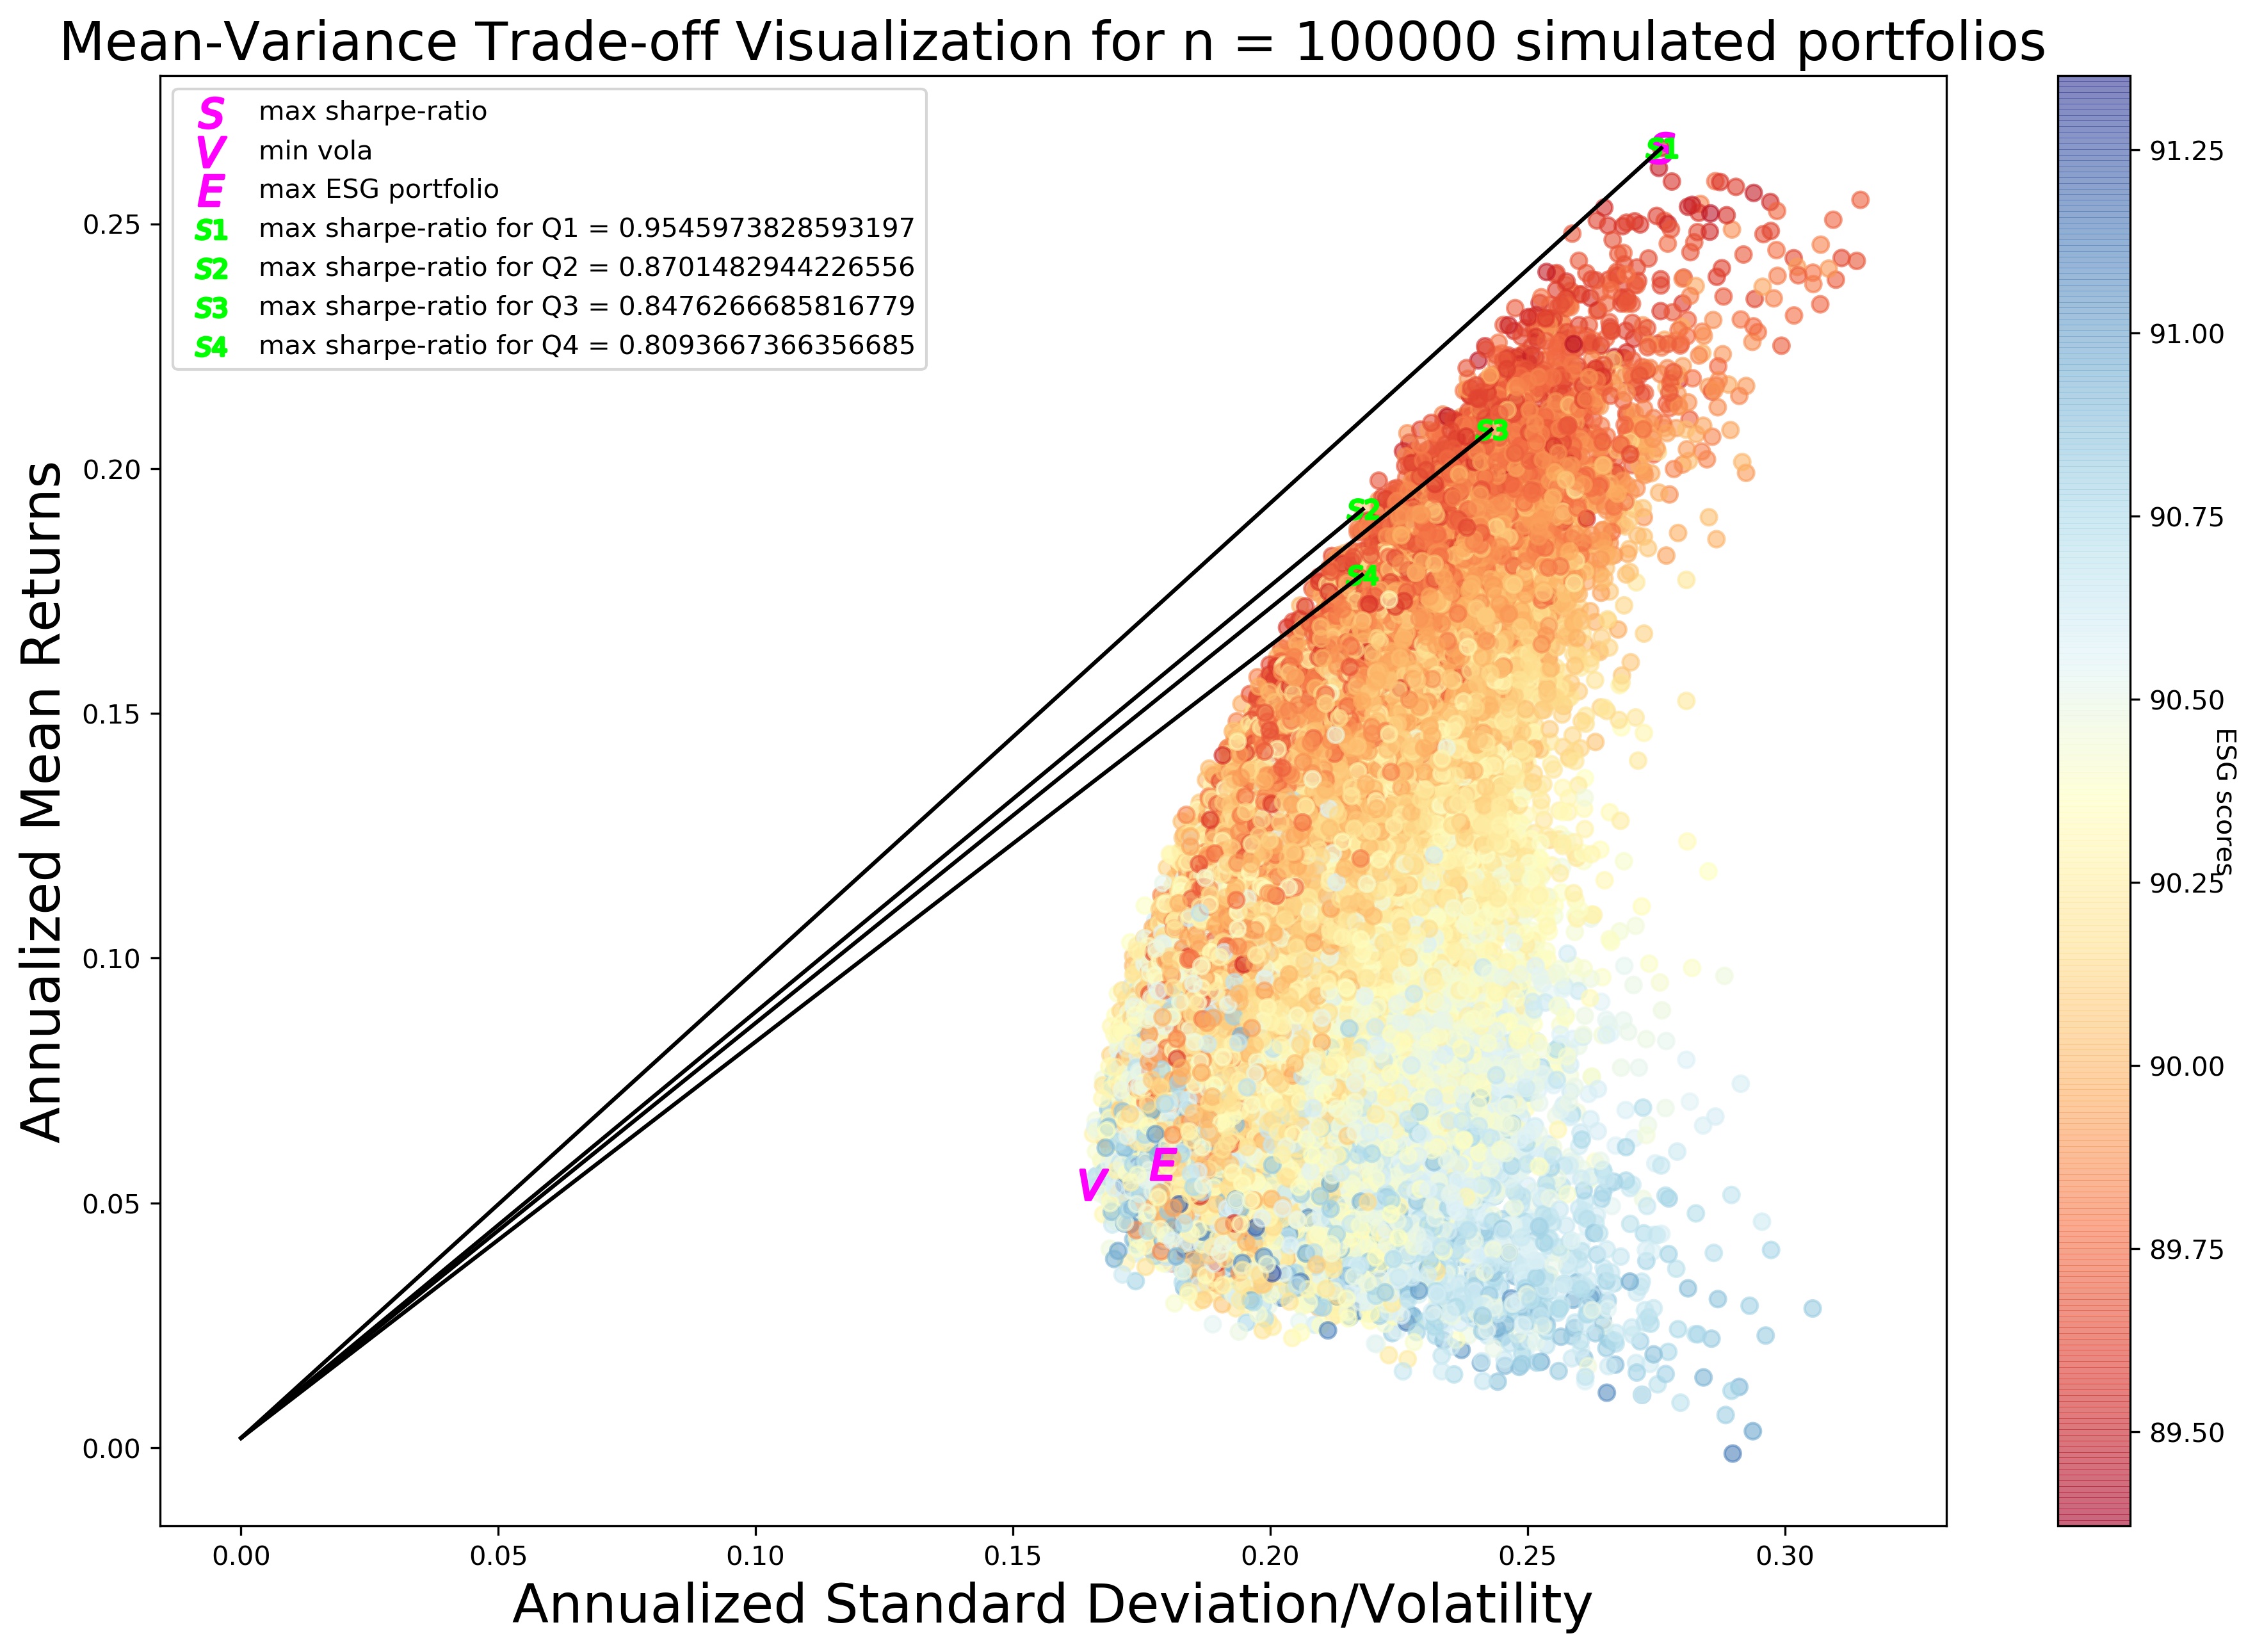 Mean-Variance Trade-off Visualization for n = 100000 simulated portfolios
S max sharpe-ratio
V min vola
E max ESG portfolio
S1 max sharpe-ratio for Q1 = 0.9545973828593197
S2 max sharpe-ratio for Q2 = 0.8701482944226556
S3 max sharpe-ratio for Q3 = 0.8476266685816779
S4 max sharpe-ratio for Q4 = 0.8093667366356685
S
S1
S3
S2
S4
E
V
Annualized Mean Returns
0.25
0.20
0.15
0.10
0.05
0.00
0.00 0.05 0.10 0.15 0.20 0.25 0.30
Annualized Standard Deviation/Volatility
91.25
91.00
90.75
90.50
90.25
90.00
89.75
89.50
ESG scores